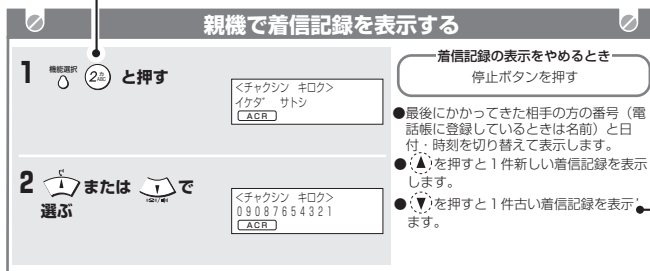 親機で着信記録を表示する
1 機能選択 2 カ ABC と押す
<チャクシン キロク>
イケダ サトシ
ACR
2 または で
選ぶ
<チャクシン キロク>
09087654321
ACR
着信記録の表示をやめるとき
停止ボタンを押す
●最後にかかってきた相手の方の番号(電
話帳に登録しているときは名前)と日
付・時刻を切り替えて表示します。
●▲を押すと1件新しい着信記録を表示
します。
●▼を押すと1件古い着信記録を表示
ます。